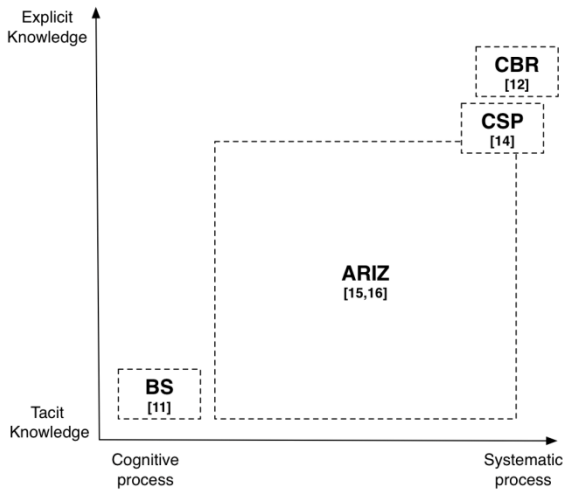 Explicit
Knowledge
CBR
[12]
CSP
[14]
ARIZ
[15,16]
BS
[11]
Tacit
Knowledge
Cognitive
process
Systematic
process